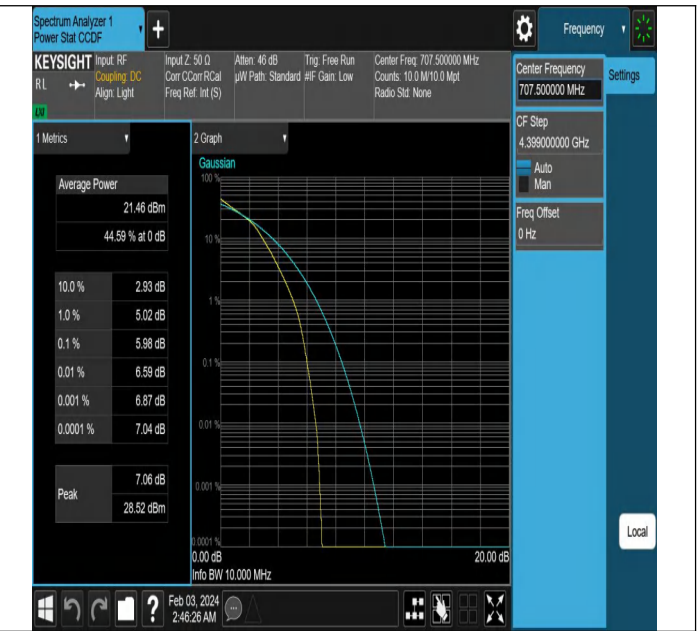 Spectrum Analyzer 1
Power Stat CCDF
+
Frequency
KEYSIGHT
RL
Input: RF
Coupling: DC
Align: Light
Input Z: 50 Ω
Corr CCorr RCal
Freq Ref: Int (S)
Atten: 46 dB
µW Path: Standard
Trig: Free Run
#IF Gain: Low
Center Freq: 707.500000 MHz
Counts: 10.0 M/10.0 Mpt
Radio Std: None
LXI
Center Frequency
707.500000 MHz
Settings
CF Step
4.399000000 GHz
Auto
Man
Freq Offset
0 Hz
1 Metrics
Average Power
21.46 dBm
44.59 % at 0 dB
10.0 % 2.93 dB
1.0 % 5.02 dB
0.1 % 5.98 dB
0.01 % 6.59 dB
0.001 % 6.87 dB
0.0001 % 7.04 dB
Peak
7.06 dB
28.52 dBm
2 Graph
Gaussian
100 %
10 %
1 %
0.1 %
0.01 %
0.001 %
0.0001 %
0.00 dB
20.00 dB
Info BW 10.000 MHz
Local
?
Feb 03, 2024
2:46:26 AM